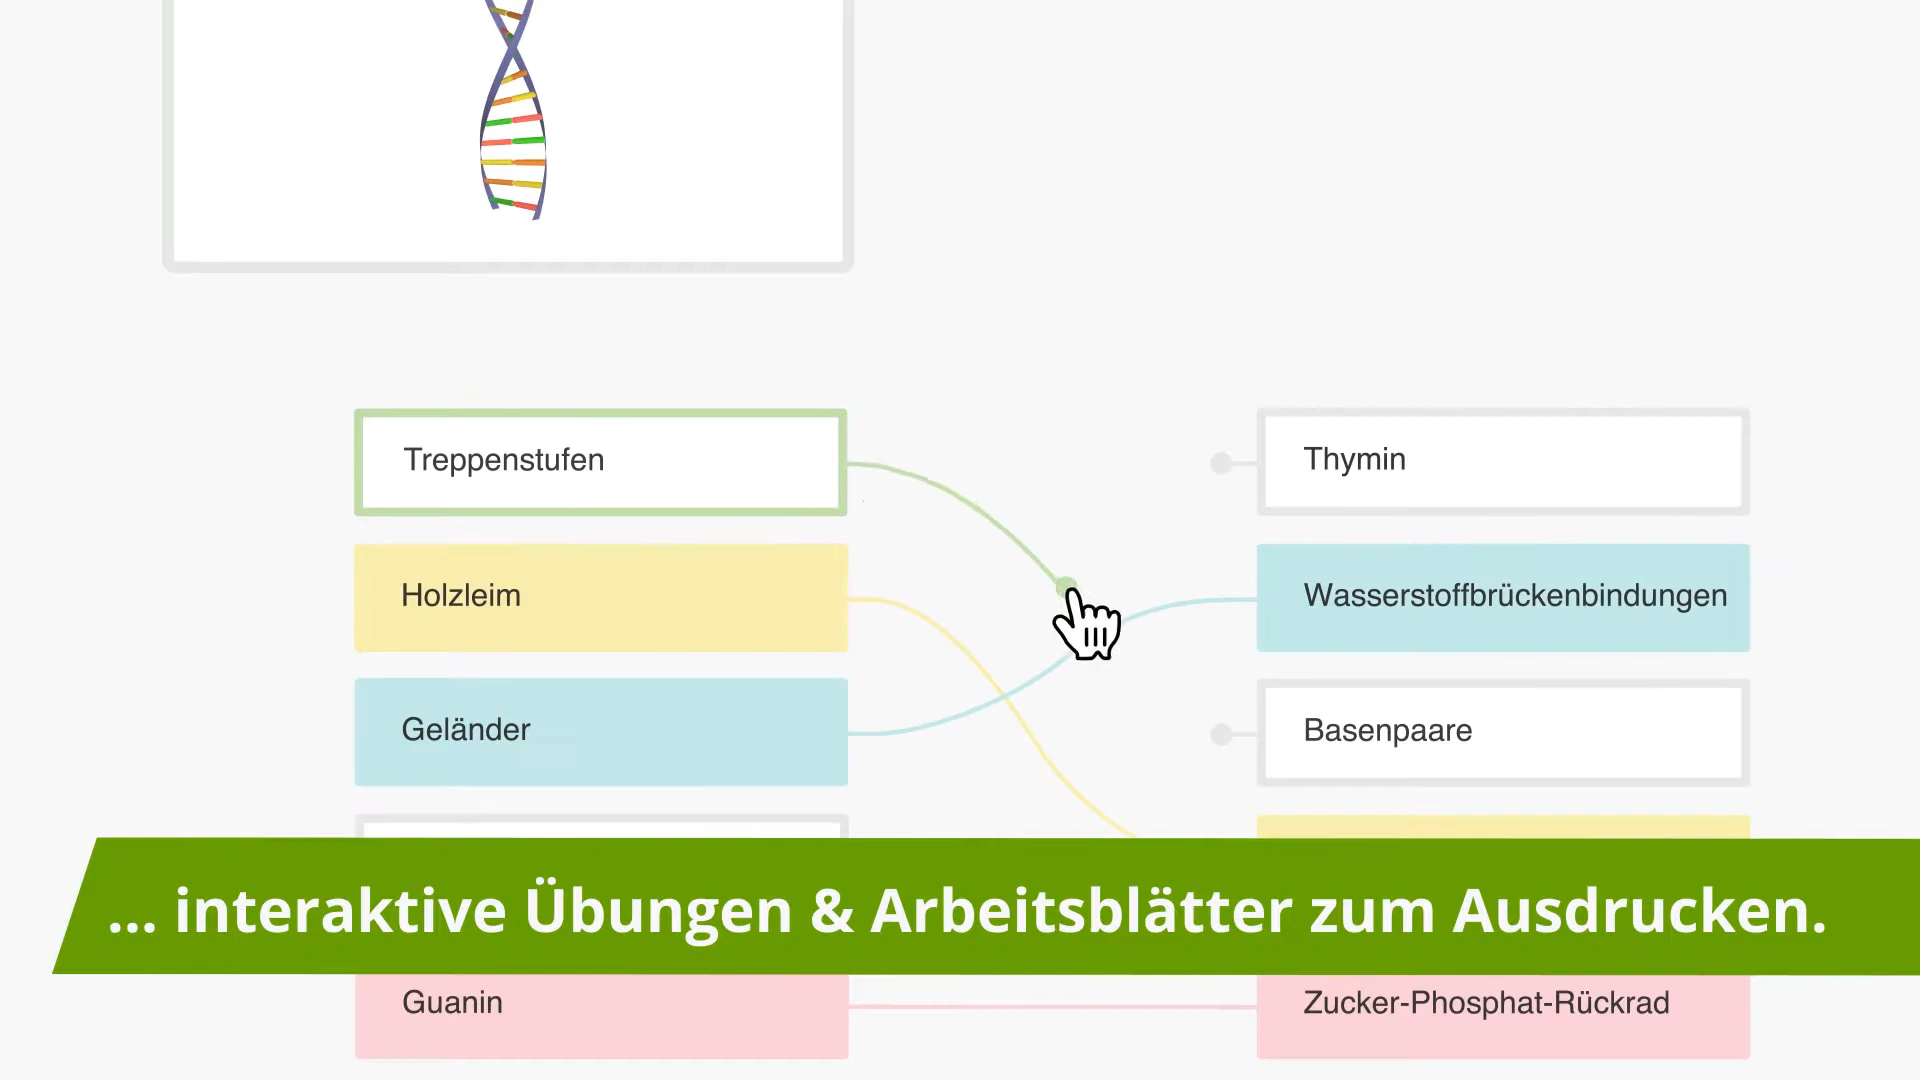 Treppenstufen
Thymin
Holzleim
Wasserstoffbrückenbindungen
Geländer
Basenpaare
... interaktive Übungen & Arbeitsblätter zum Ausdrucken.
Guanin
Zucker-Phosphat-Rückrad